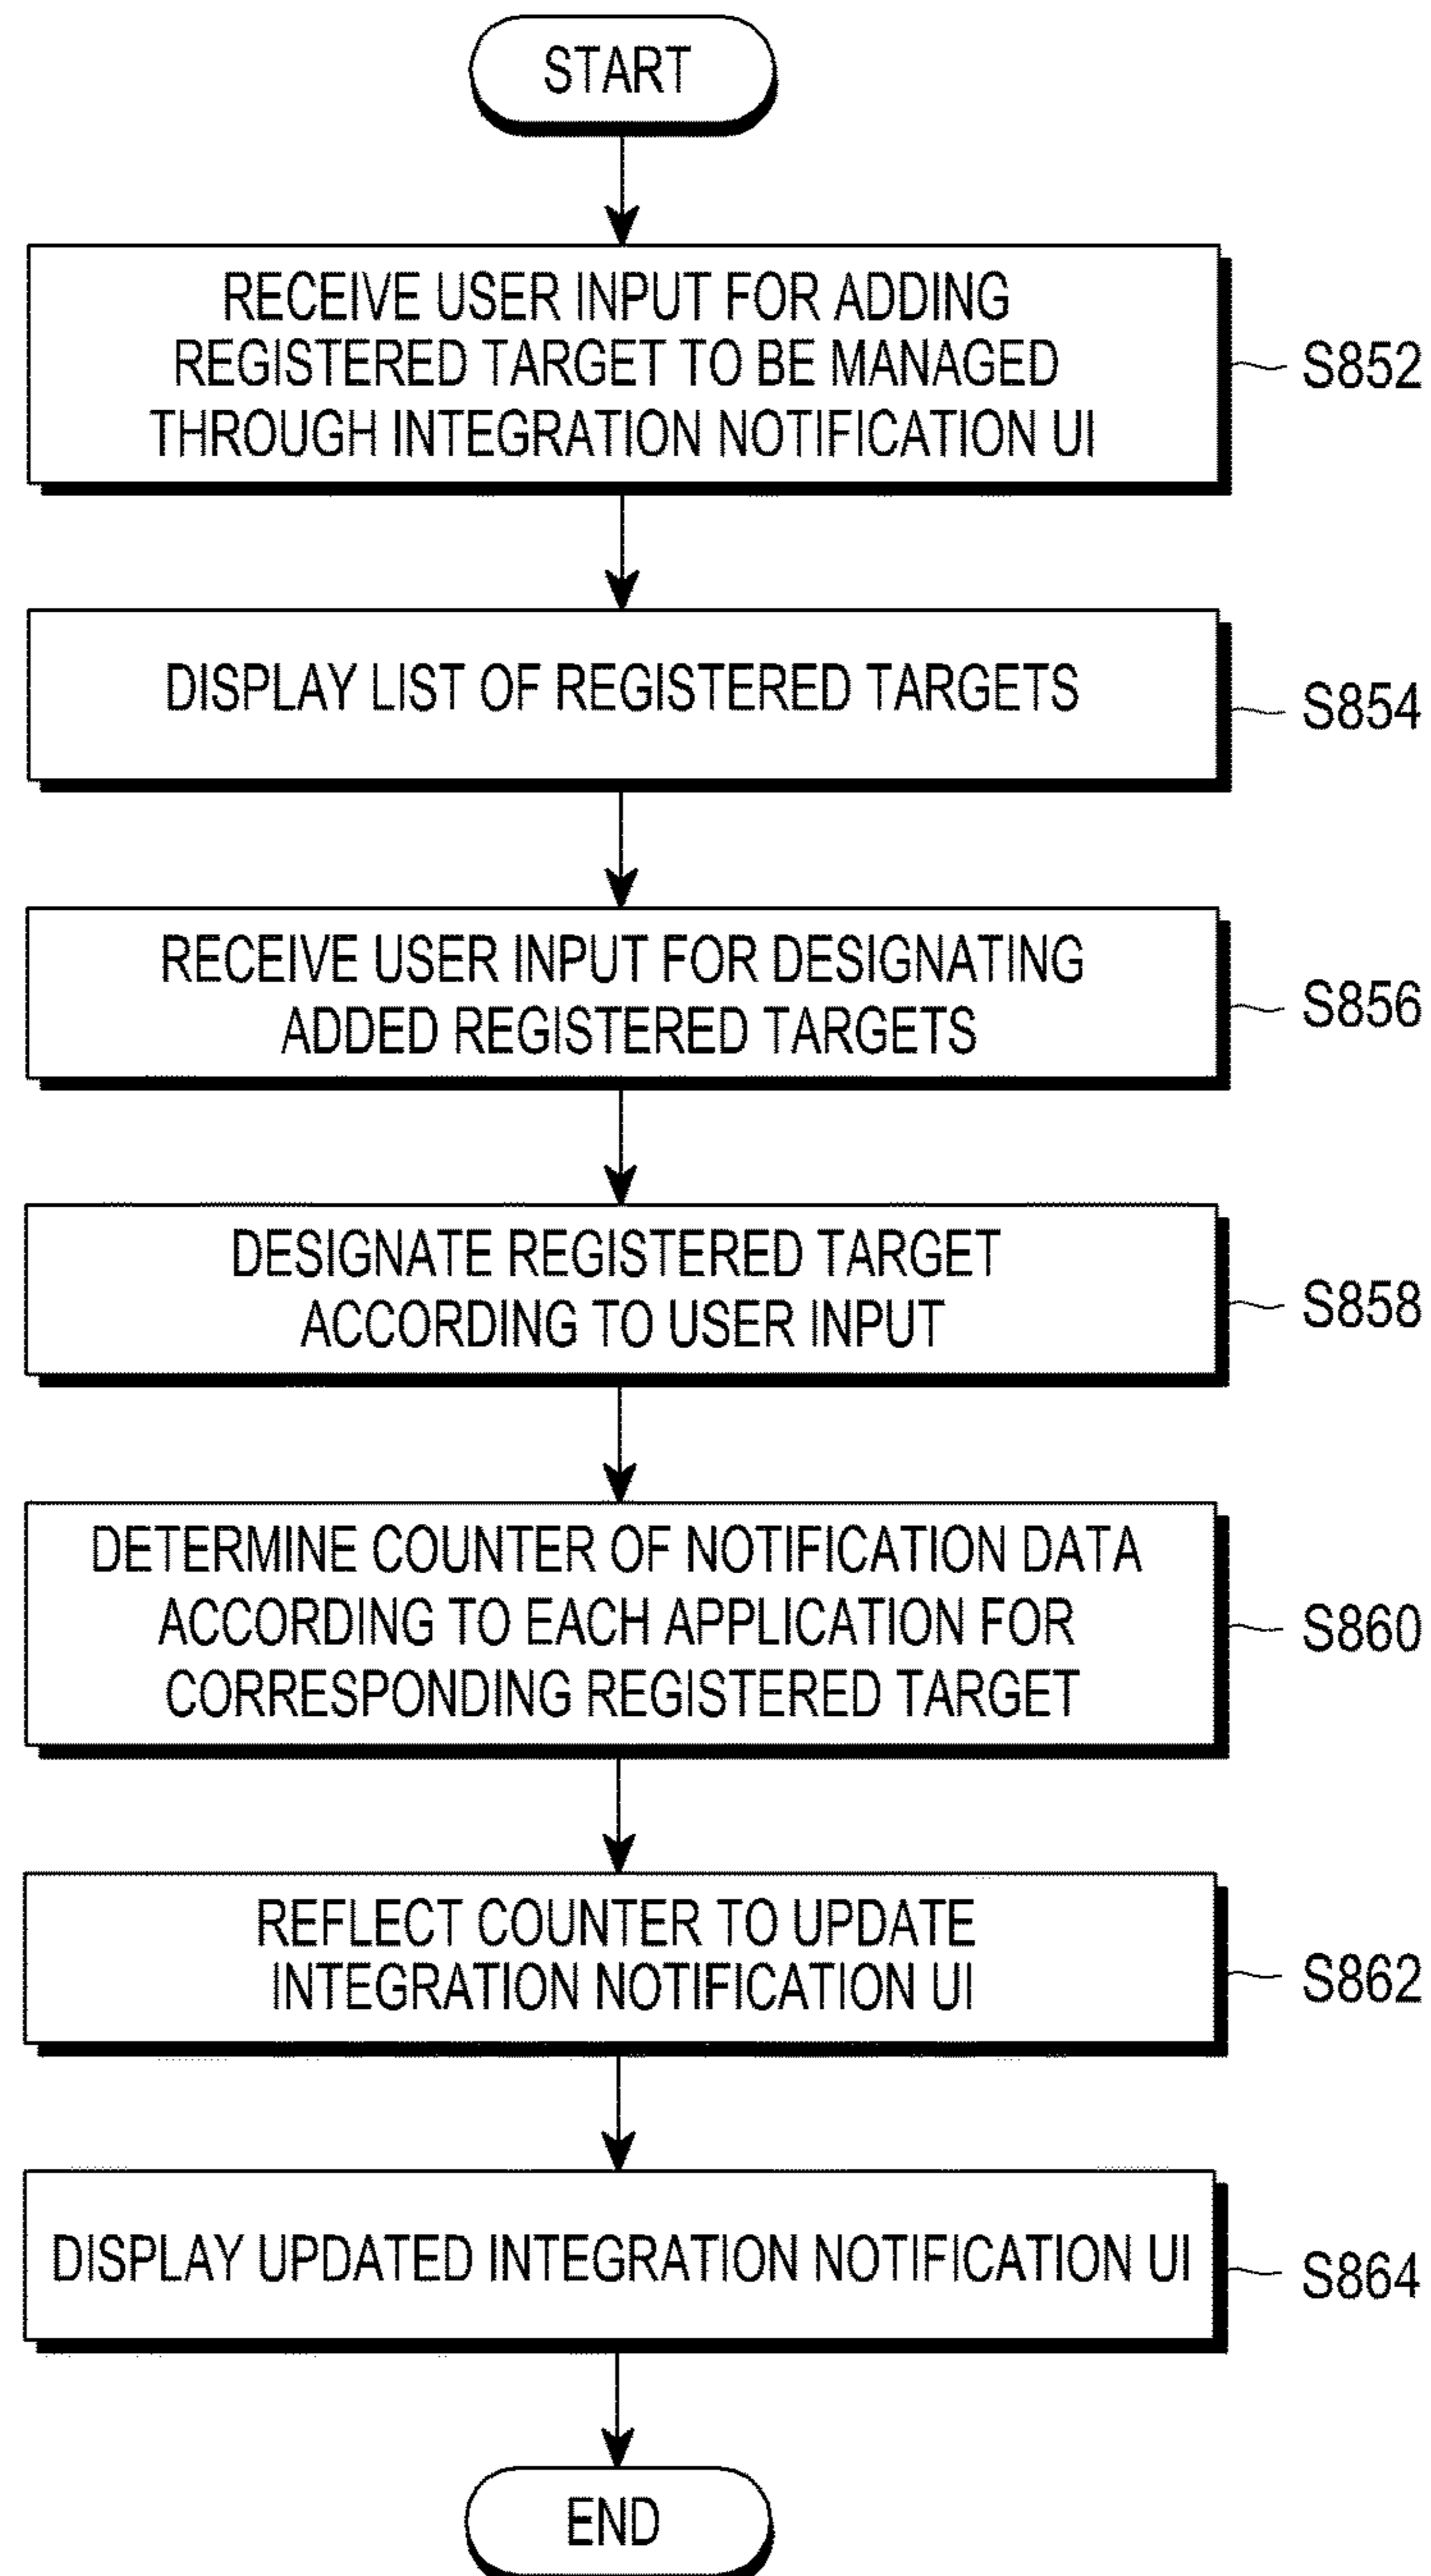 START
RECEIVE USER INPUT FOR ADDING
REGISTERED TARGET TO BE MANAGED
THROUGH INTEGRATION NOTIFICATION UI
S852
DISPLAY LIST OF REGISTERED TARGETS
S854
RECEIVE USER INPUT FOR DESIGNATING
ADDED REGISTERED TARGETS
S856
DESIGNATE REGISTERED TARGET
ACCORDING TO USER INPUT
S858
DETERMINE COUNTER OF NOTIFICATION DATA
ACCORDING TO EACH APPLICATION FOR
CORRESPONDING REGISTERED TARGET
S860
REFLECT COUNTER TO UPDATE
INTEGRATION NOTIFICATION UI
S862
DISPLAY UPDATED INTEGRATION NOTIFICATION UI
S864
END